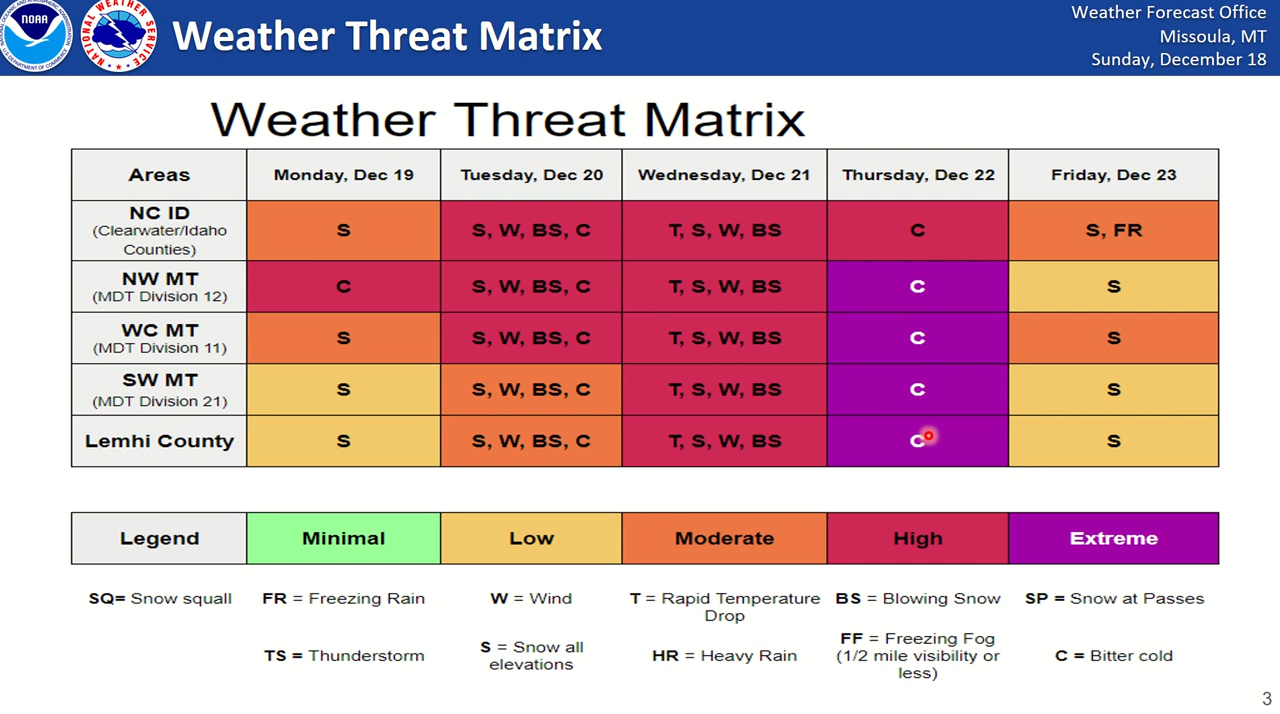 NOAA
NATIONAL WEATHER SERVICE
Weather Threat Matrix
Weather Forecast Office
Missoula, MT
Sunday, December 18
Weather Threat Matrix
Areas Monday, Dec 19 Tuesday, Dec 20 Wednesday, Dec 21 Thursday, Dec 22 Friday, Dec 23
NC ID
(Clearwater/Idaho
Counties)
S S, W, BS, C T, S, W, BS C S, FR
NW MT
(MDT Division 12)
C S, W, BS, C T, S, W, BS C S
WC MT
(MDT Division 11)
S S, W, BS, C T, S, W, BS C S
SW MT
(MDT Division 21)
S S, W, BS, C T, S, W, BS C S
Lemhi County S S, W, BS, C T, S, W, BS C S
Legend Minimal Low Moderate High Extreme
SQ= Snow squall
FR = Freezing Rain
W = Wind
T = Rapid Temperature
Drop
BS = Blowing Snow
SP = Snow at Passes
TS = Thunderstorm
S = Snow all
elevations
HR = Heavy Rain
FF = Freezing Fog
(1/2 mile visibility or
less)
C = Bitter cold
3